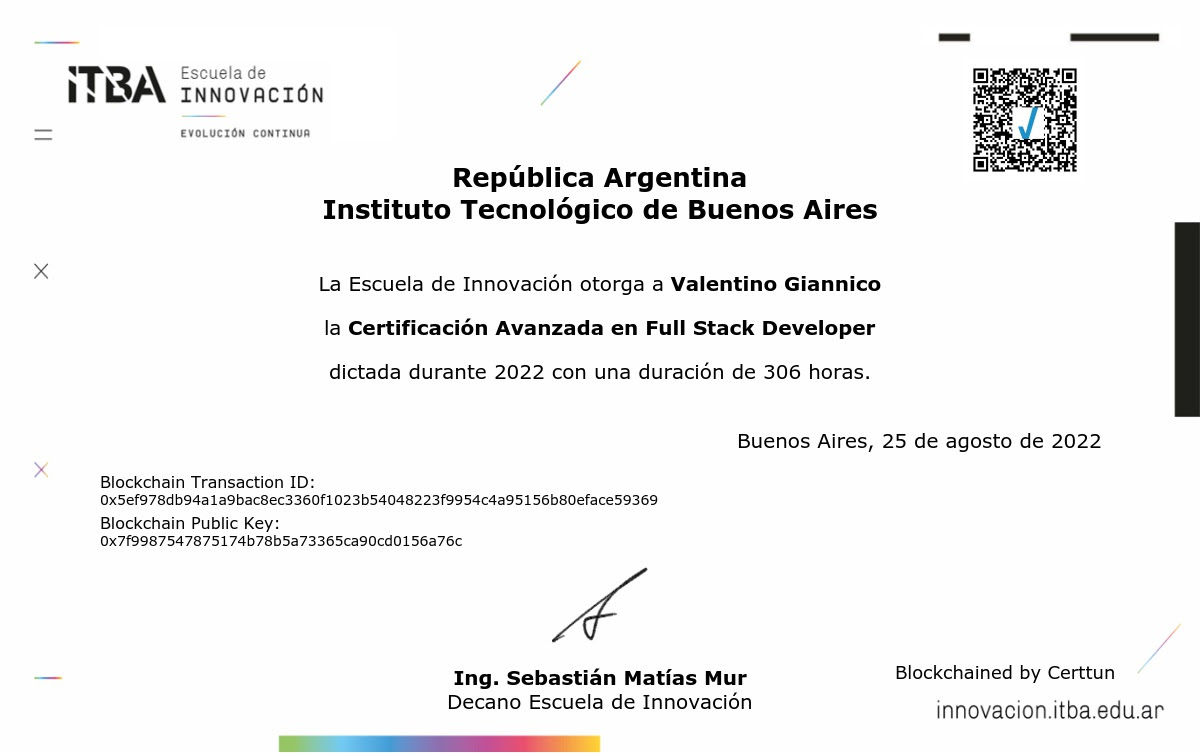 ITBA
Escuela de
INNOVACIÓN
EVOLUCIÓN CONTINUA
República Argentina
Instituto Tecnológico de Buenos Aires
La Escuela de Innovación otorga a Valentino Giannico
la Certificación Avanzada en Full Stack Developer
dictada durante 2022 con una duración de 306 horas.
Buenos Aires, 25 de agosto de 2022
Blockchain Transaction ID:
0x5ef978db94a1a9bac8ec3360f1023b54048223f9954c4a95156b80eface59369
Blockchain Public Key:
0x7f9987547875174b78b5a73365ca90cd0156a76c
Ing. Sebastián Matías Mur
Decano Escuela de Innovación
Blockchained by Certtun
innovacion.itba.edu.ar